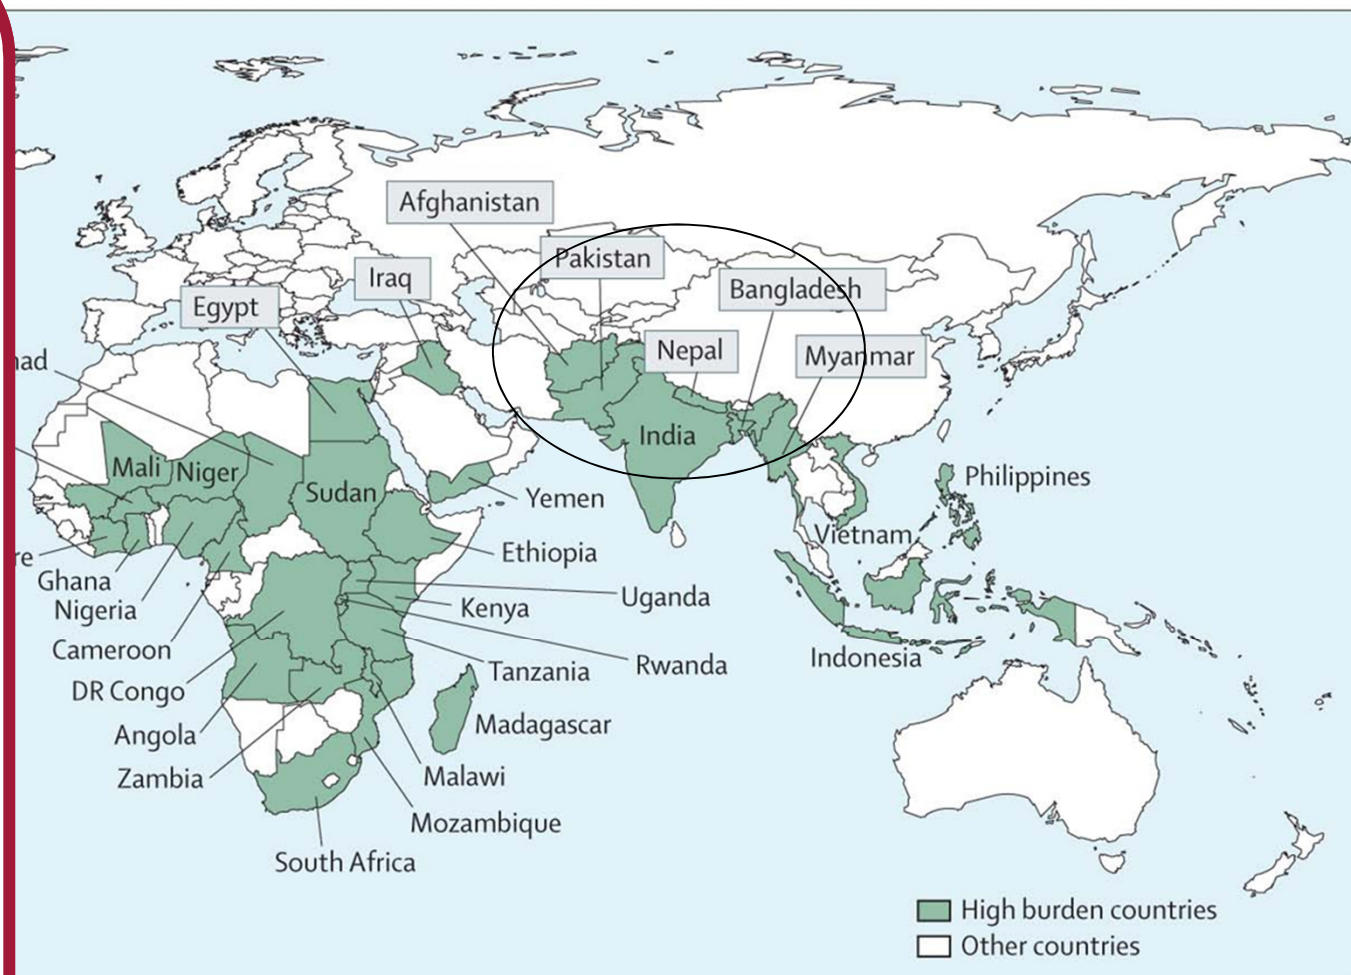 Afghanistan
Pakistan
Iraq
Bangladesh
Egypt
Nepal
Myanmar
had
India
Mali
Niger
Philippines
Sudan
Yemen
Vietnam
Ethiopia
re
Ghana
Uganda
Nigeria
Kenya
Cameroon
Indonesia
Rwanda
Tanzania
DR Congo
Madagascar
Angola
Zambia
Malawi
Mozambique
South Africa
High burden countries
Other countries